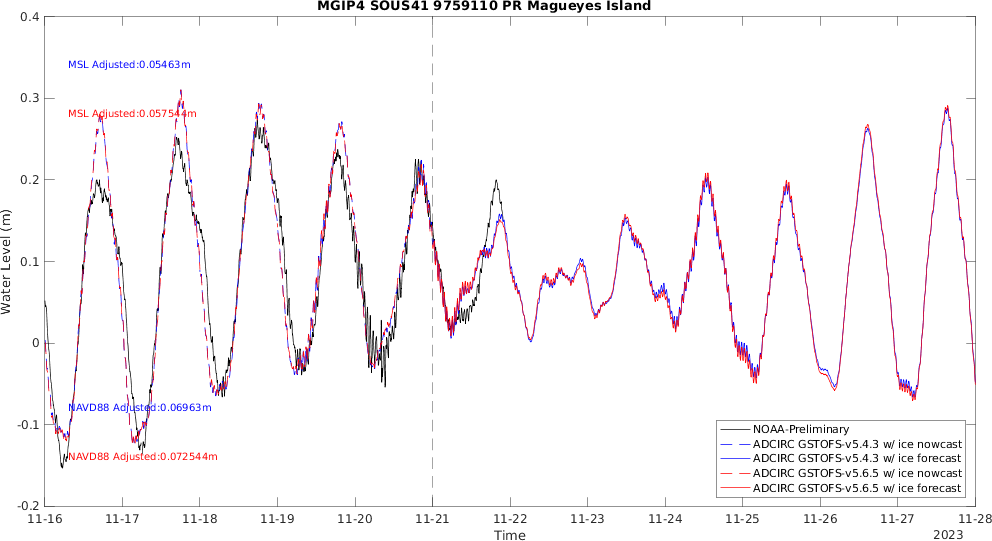 MGIP4 SOUS41 9759110 PR Magueyes Island
Water Level (m)
0.4
0.3
0.2
0.1
0
-0.1
-0.2
MSL Adjusted:0.05463m
MSL Adjusted:0.057544m
NAVD88 Adjusted:0.06963m
NAVD88 Adjusted:0.072544m
NOAA-Preliminary
ADCIRC GSTOFS-v5.4.3 w/ ice nowcast
ADCIRC GSTOFS-v5.4.3 w/ ice forecast
ADCIRC GSTOFS-v5.6.5 w/ ice nowcast
ADCIRC GSTOFS-v5.6.5 w/ ice forecast
11-16 11-17 11-18 11-19 11-20 11-21 11-22 11-23 11-24 11-25 11-26 11-27 11-28
Time
2023